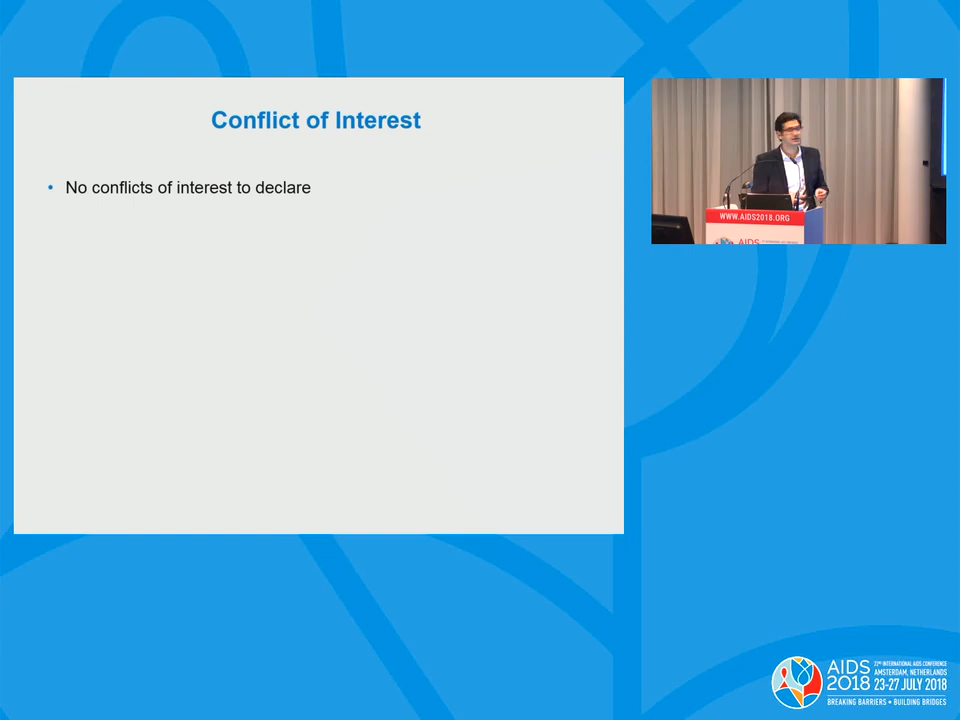 Conflict of Interest
• No conflicts of interest to declare
WWW.AIDS2018.ORG
AIDS
AIDS 2018
22ND INTERNATIONAL AIDS CONFERENCE
AMSTERDAM, NETHERLANDS
23-27 JULY 2018
BREAKING BARRIERS • BUILDING BRIDGES